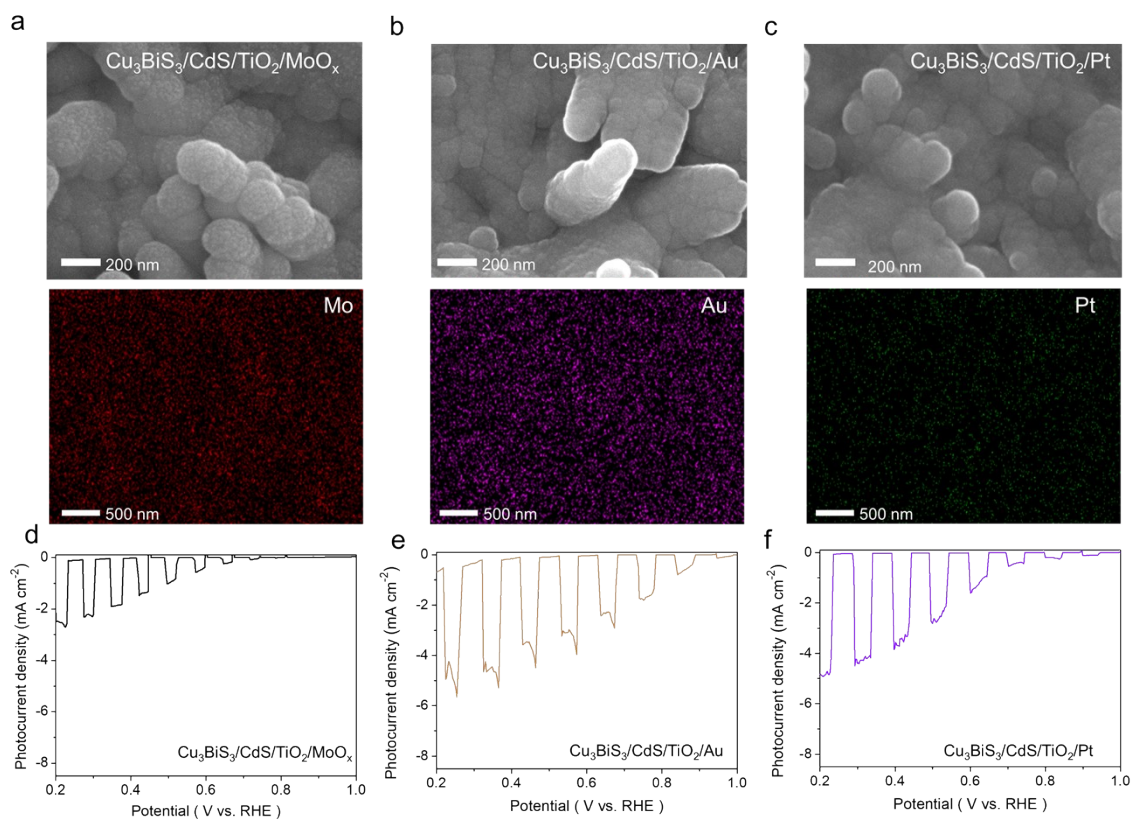 a
b
c
Cu₃BiS₃/CdS/TiO₂/MoOₓ
Cu₃BiS₃/CdS/TiO₂/Au
Cu₃BiS₃/CdS/TiO₂/Pt
200 nm
200 nm
200 nm
Mo
Au
Pt
500 nm
500 nm
500 nm
d
e
f
Photocurrent density (mA cm⁻²)
0
-2
-4
-6
-8
Cu₃BiS₃/CdS/TiO₂/MoOₓ
0.2 0.4 0.6 0.8 1.0
Potential ( V vs. RHE )
Photocurrent density (mA cm⁻²)
0
-2
-4
-6
-8
Cu₃BiS₃/CdS/TiO₂/Au
0.2 0.4 0.6 0.8 1.0
Potential ( V vs. RHE )
Photocurrent density (mA cm⁻²)
0
-2
-4
-6
-8
Cu₃BiS₃/CdS/TiO₂/Pt
0.2 0.4 0.6 0.8 1.0
Potential ( V vs. RHE )